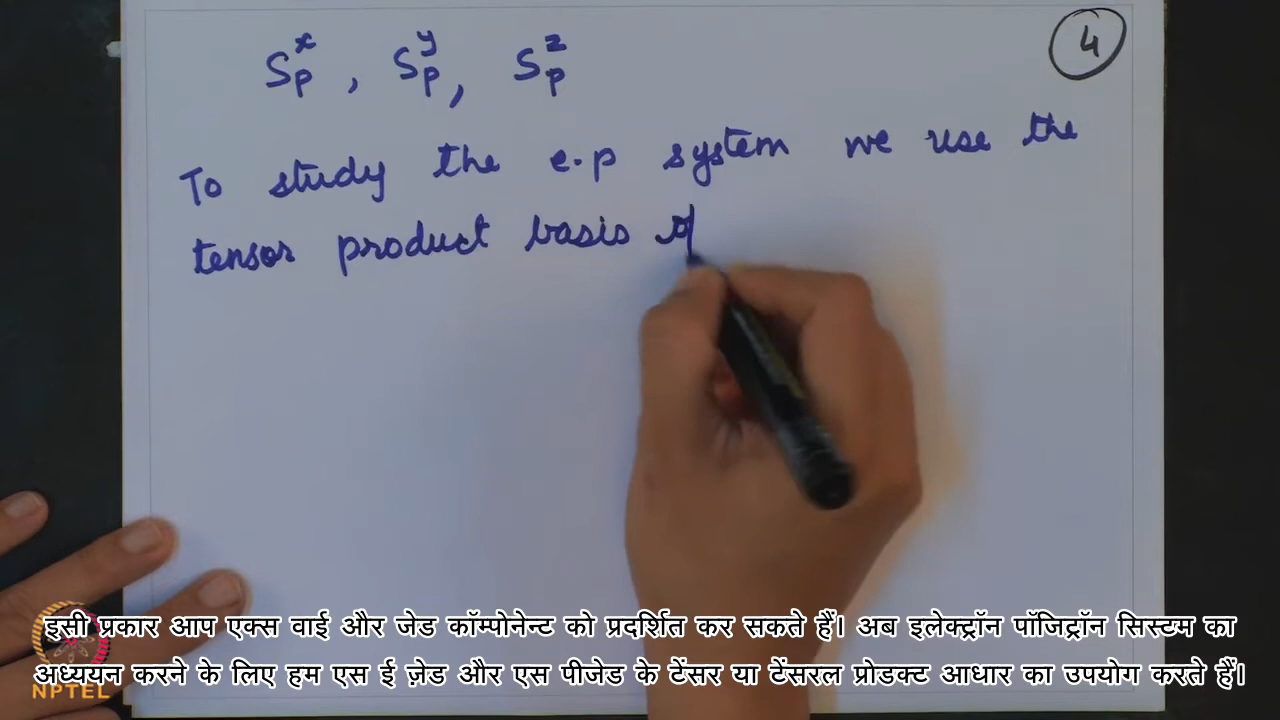 4
S_p^x , S_p^y , S_p^z
To study the e-p system we use the
tensor product basis of
इसी प्रकार आप एक्स वाई और जेड कॉम्पोनेन्ट को प्रदर्शित कर सकते हैं। अब इलेक्ट्रॉन पॉजिट्रॉन सिस्टम का
अध्ययन करने के लिए हम एस ई ज़ेड और एस पीजेड के टेंसर या टेंसरल प्रोडक्ट आधार का उपयोग करते हैं।
NPTEL